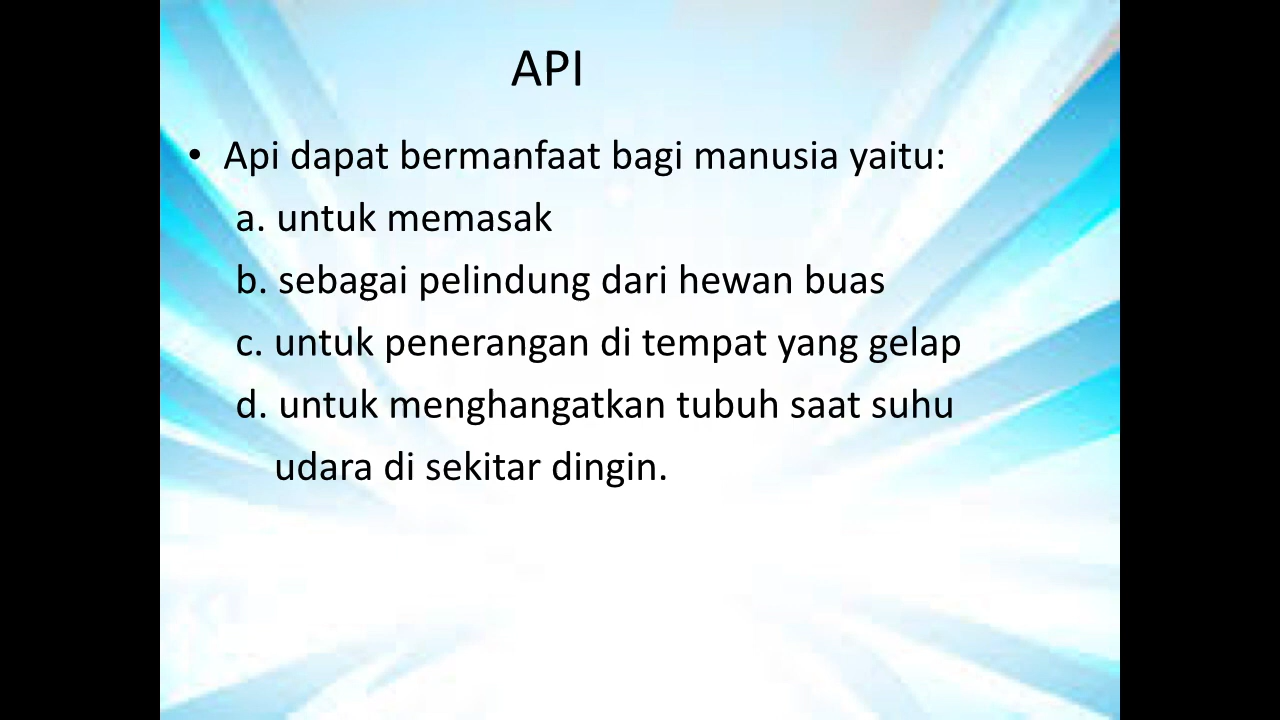 API
• Api dapat bermanfaat bagi manusia yaitu:
a. untuk memasak
b. sebagai pelindung dari hewan buas
c. untuk penerangan di tempat yang gelap
d. untuk menghangatkan tubuh saat suhu
udara di sekitar dingin.